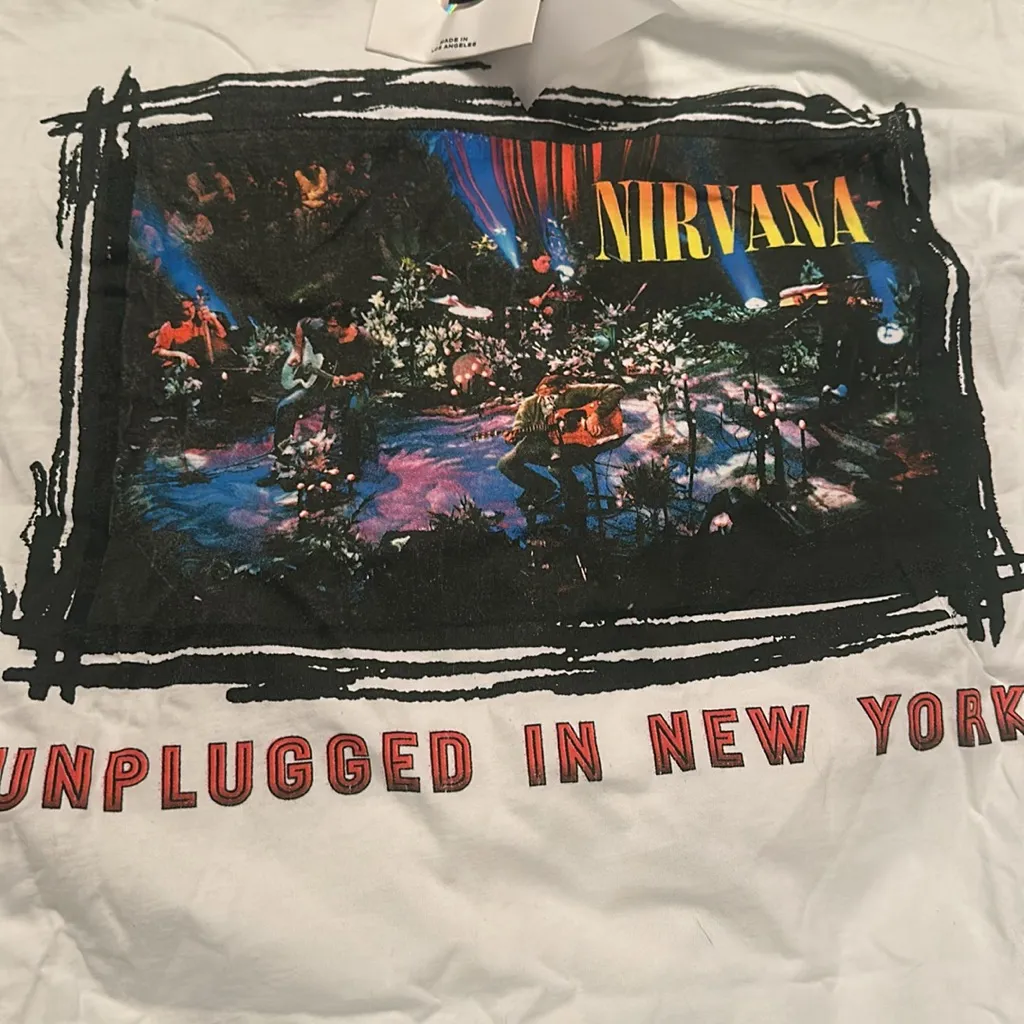 MADE IN
LOS ANGELES
NIRVANA
UNPLUGGED IN NEW YORK